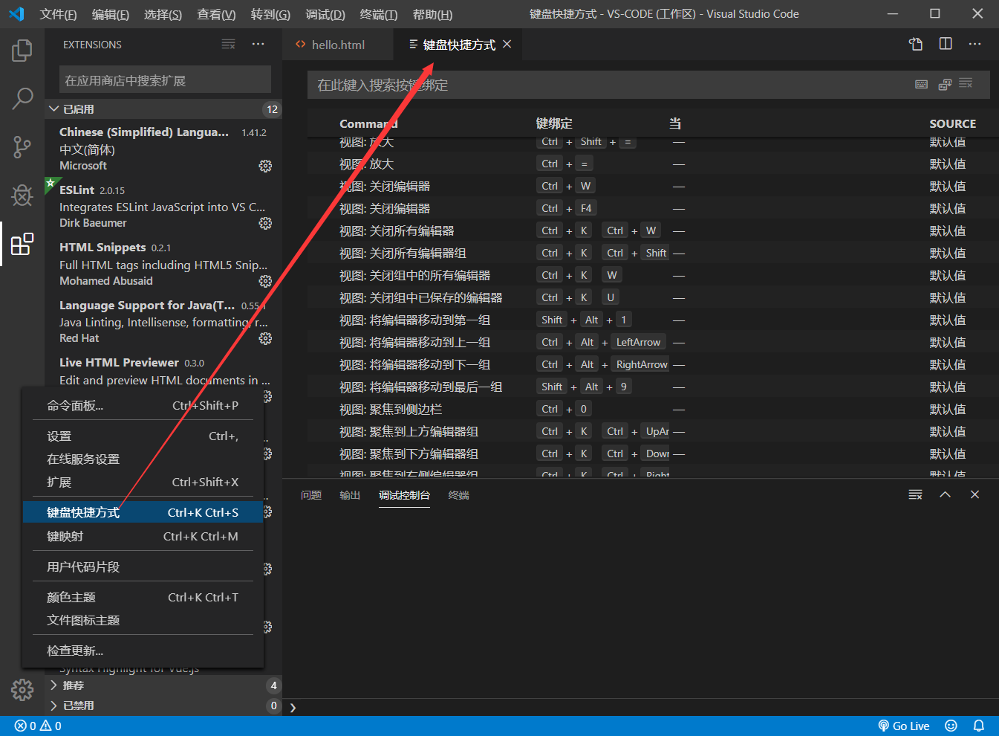 文件(F) 编辑(E) 选择(S) 查看(V) 转到(G) 调试(D) 终端(T) 帮助(H) 键盘快捷方式 - VS-CODE (工作区) - Visual Studio Code
EXTENSIONS
在应用商店中搜索扩展
已启用 12
Chinese (Simplified) Langua... 1.41.2
中文(简体)
Microsoft
ESLint 2.0.15
Integrates ESLint JavaScript into VS C...
Dirk Baeumer
HTML Snippets 0.2.1
Full HTML tags including HTML5 Snip...
Mohamed Abusaid
Language Support for Java(T... 0.55.1
Java Linting, Intellisense, formatting, r...
Red Hat
Live HTML Previewer 0.3.0
Edit and preview HTML documents in ...
命令面板... Ctrl+Shift+P
设置 Ctrl+,
在线服务设置
扩展 Ctrl+Shift+X
键盘快捷方式 Ctrl+K Ctrl+S
键映射 Ctrl+K Ctrl+M
用户代码片段
颜色主题 Ctrl+K Ctrl+T
文件图标主题
检查更新...
Syntax Highlight for Vue.js
推荐 4
已禁用 0
hello.html 键盘快捷方式
在此键入搜索按键绑定
Command 键绑定 当 SOURCE
视图: 放大 Ctrl + Shift + = — 默认值
视图: 放大 Ctrl + = — 默认值
视图: 关闭编辑器 Ctrl + W — 默认值
视图: 关闭编辑器 Ctrl + F4 — 默认值
视图: 关闭所有编辑器 Ctrl + K Ctrl + W — 默认值
视图: 关闭所有编辑器组 Ctrl + K Ctrl + Shift — 默认值
视图: 关闭组中的所有编辑器 Ctrl + K W — 默认值
视图: 关闭组中已保存的编辑器 Ctrl + K U — 默认值
视图: 将编辑器移动到第一组 Shift + Alt + 1 — 默认值
视图: 将编辑器移动到上一组 Ctrl + Alt + LeftArrow — 默认值
视图: 将编辑器移动到下一组 Ctrl + Alt + RightArrow — 默认值
视图: 将编辑器移动到最后一组 Shift + Alt + 9 — 默认值
视图: 聚焦到侧边栏 Ctrl + 0 — 默认值
视图: 聚焦到上方编辑器组 Ctrl + K Ctrl + UpAr — 默认值
视图: 聚焦到下方编辑器组 Ctrl + K Ctrl + Dow — 默认值
视图: 聚焦到右侧编辑器组 Ctrl + K Ctrl + Right 默认值
问题 输出 调试控制台 终端
0 0 Go Live